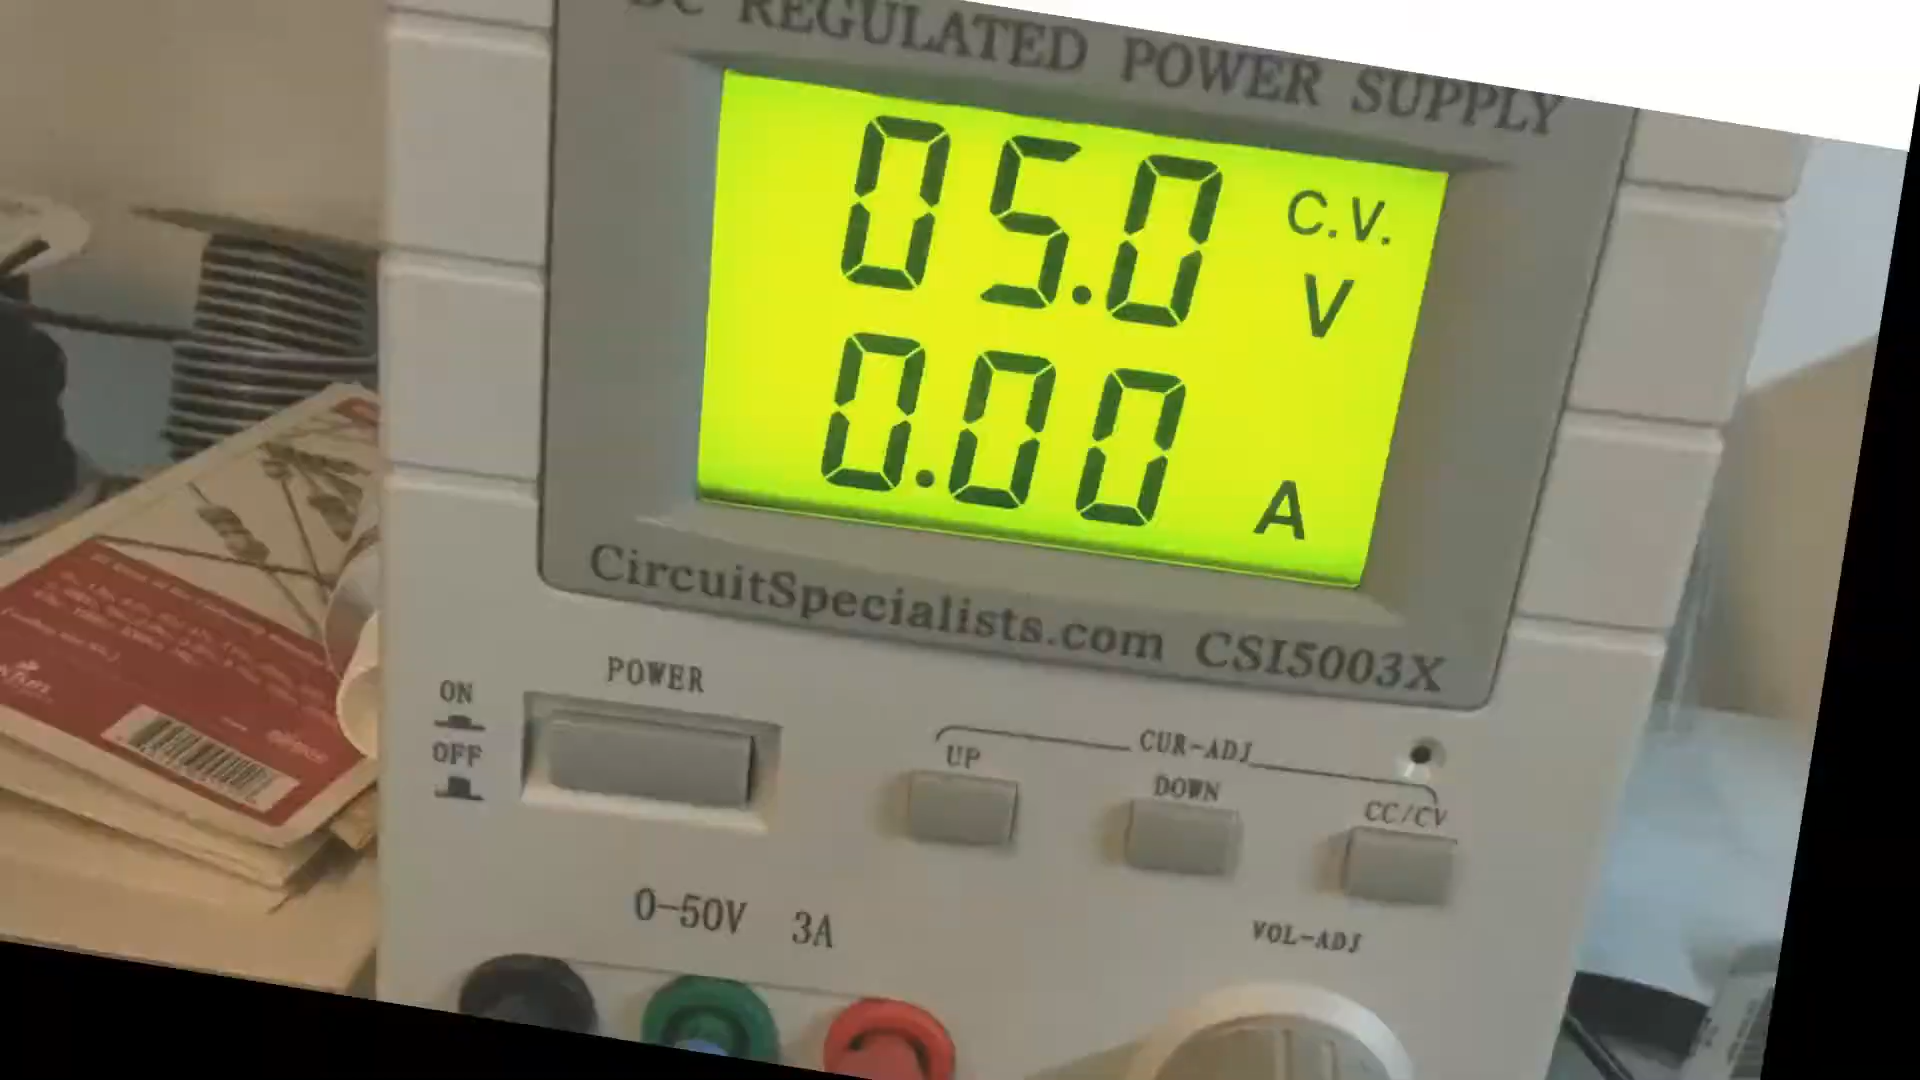 DC REGULATED POWER SUPPLY
05.0 C.V.
V
0.00 A
CircuitSpecialists.com CSI5003X
POWER
ON
OFF
CUR-ADJ
UP
DOWN
CC/CV
0-50V 3A
VOL-ADJ